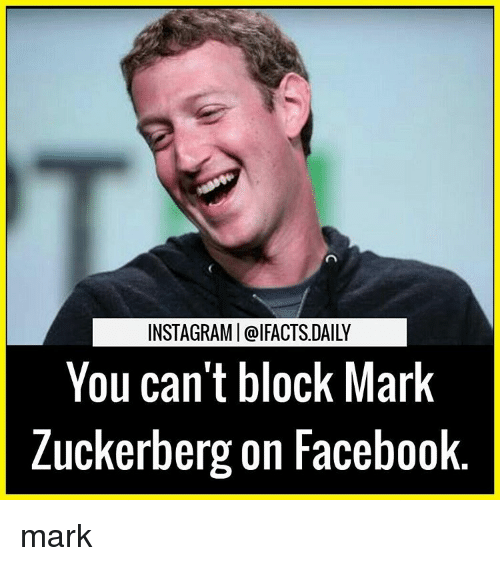 INSTAGRAM | @IFACTS.DAILY
You can't block Mark
Zuckerberg on Facebook.
mark